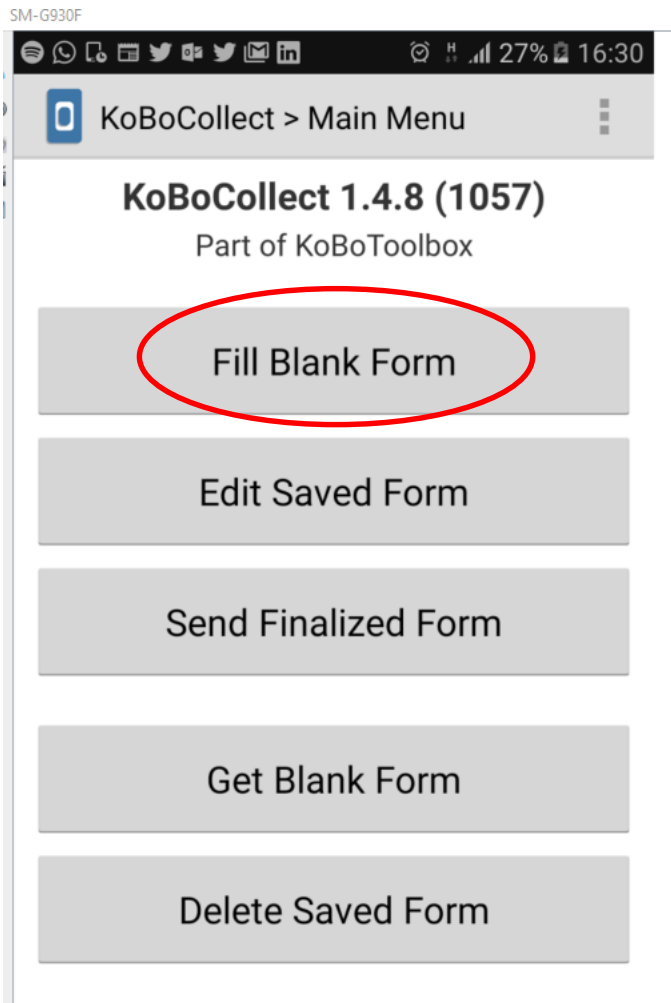 SM-G930F
27% 16:30
KoBoCollect > Main Menu
KoBoCollect 1.4.8 (1057)
Part of KoBoToolbox
Fill Blank Form
Edit Saved Form
Send Finalized Form
Get Blank Form
Delete Saved Form